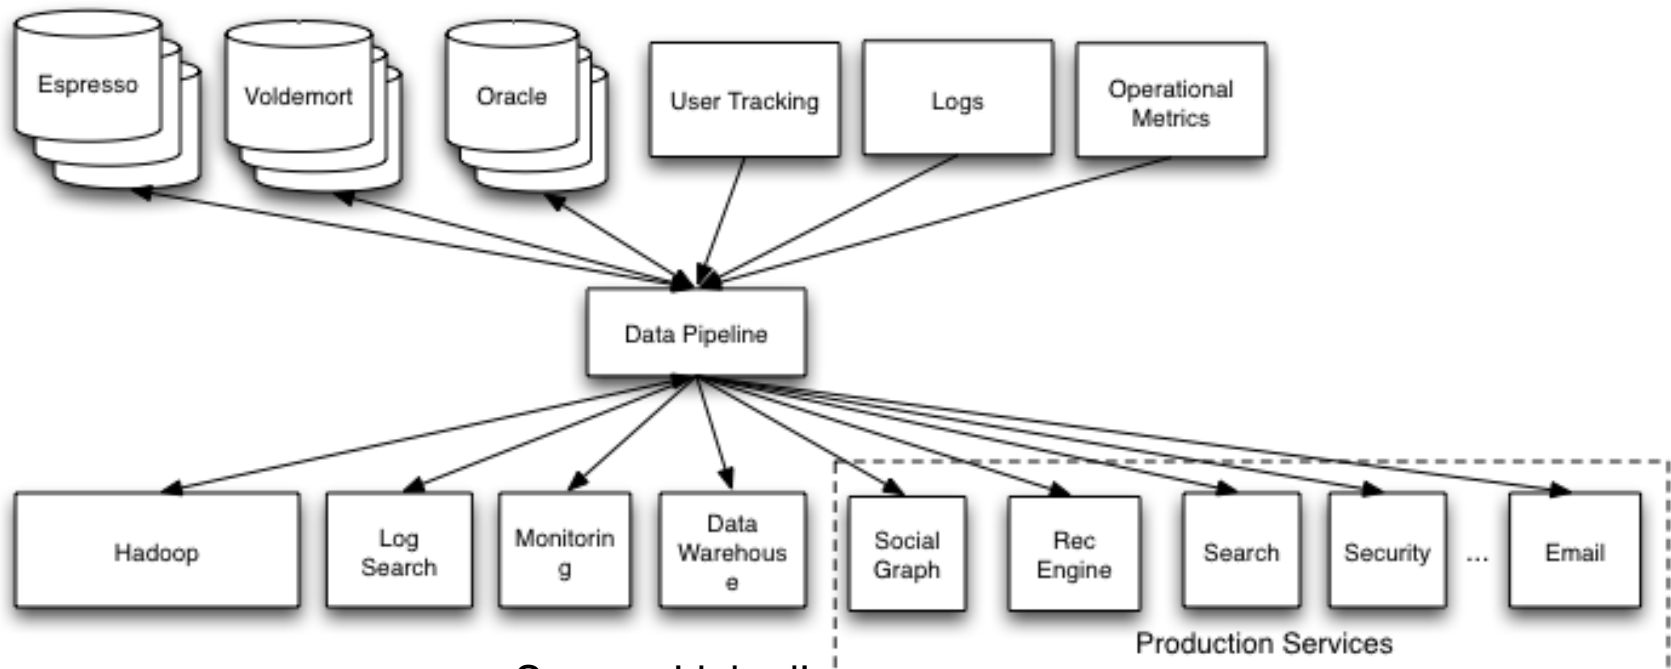 Espresso
Voldemort
Oracle
User Tracking
Logs
Operational
Metrics
Data Pipeline
Hadoop
Log
Search
Monitorin
g
Data
Warehous
e
Social
Graph
Rec
Engine
Search
Security
...
Email
Production Services